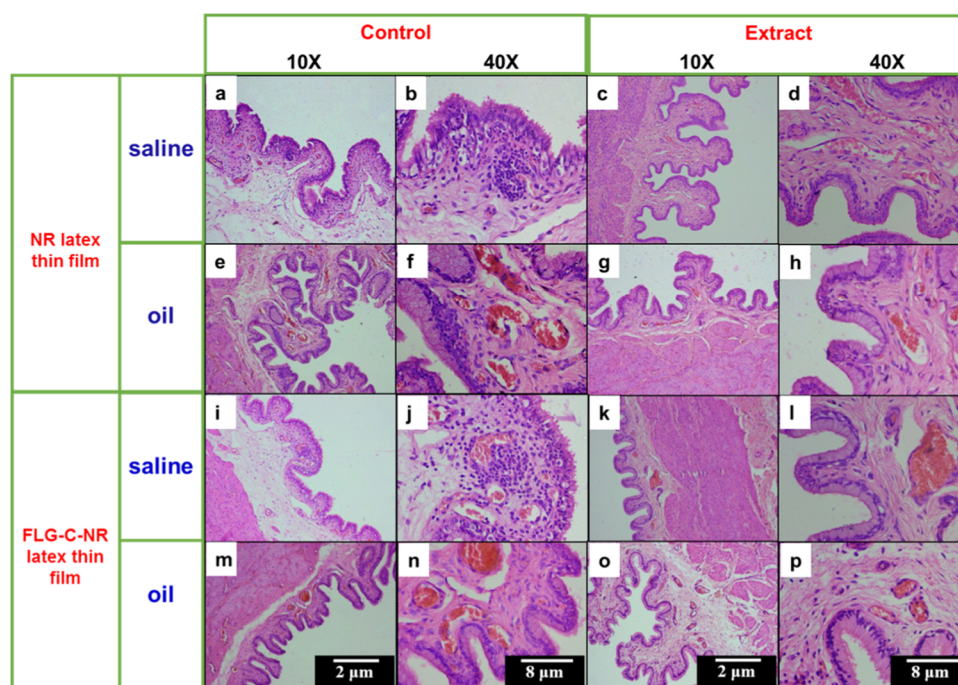 Control
Extract
10X
40X
10X
40X
NR latex
thin film
saline
a
b
c
d
oil
e
f
g
h
FLG-C-NR
latex thin
film
saline
i
j
k
l
oil
m
n
o
p
2 µm
8 µm
2 µm
8 µm